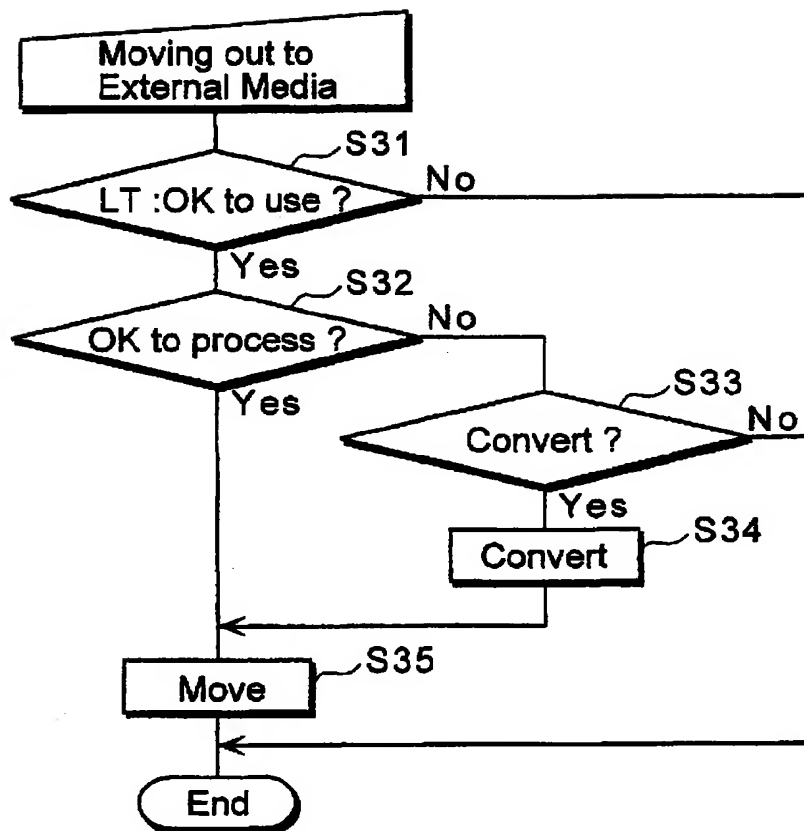 Moving out to
External Media
S31
LT :OK to use ?
No
Yes
S32
OK to process ?
No
Yes
S33
Convert ?
No
Yes
S34
Convert
S35
Move
End